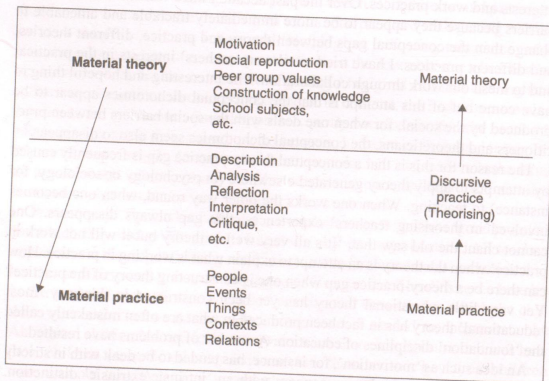 Material theory
Motivation
Social reproduction
Peer group values
Construction of knowledge
School subjects,
etc.
Material theory
Description
Analysis
Reflection
Interpretation
Critique,
etc.
Discursive
practice
(Theorising)
Material practice
People
Events
Things
Contexts
Relations
Material practice